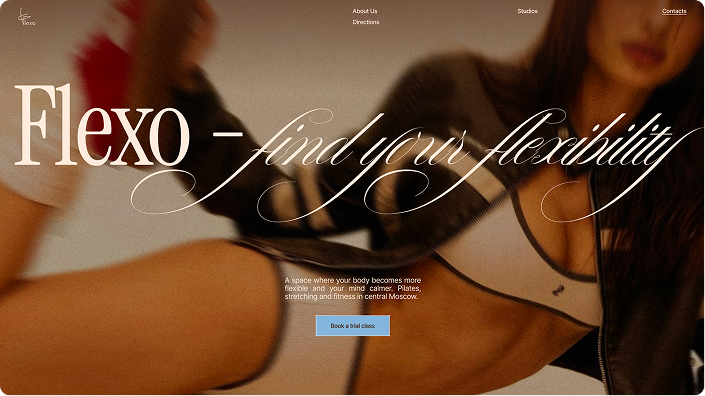 flexo
About Us
Directions
Studios
Contacts
Flexo – find your flexibility
A space where your body becomes more
flexible and your mind calmer. Pilates,
stretching and fitness in central Moscow.
Book a trial class